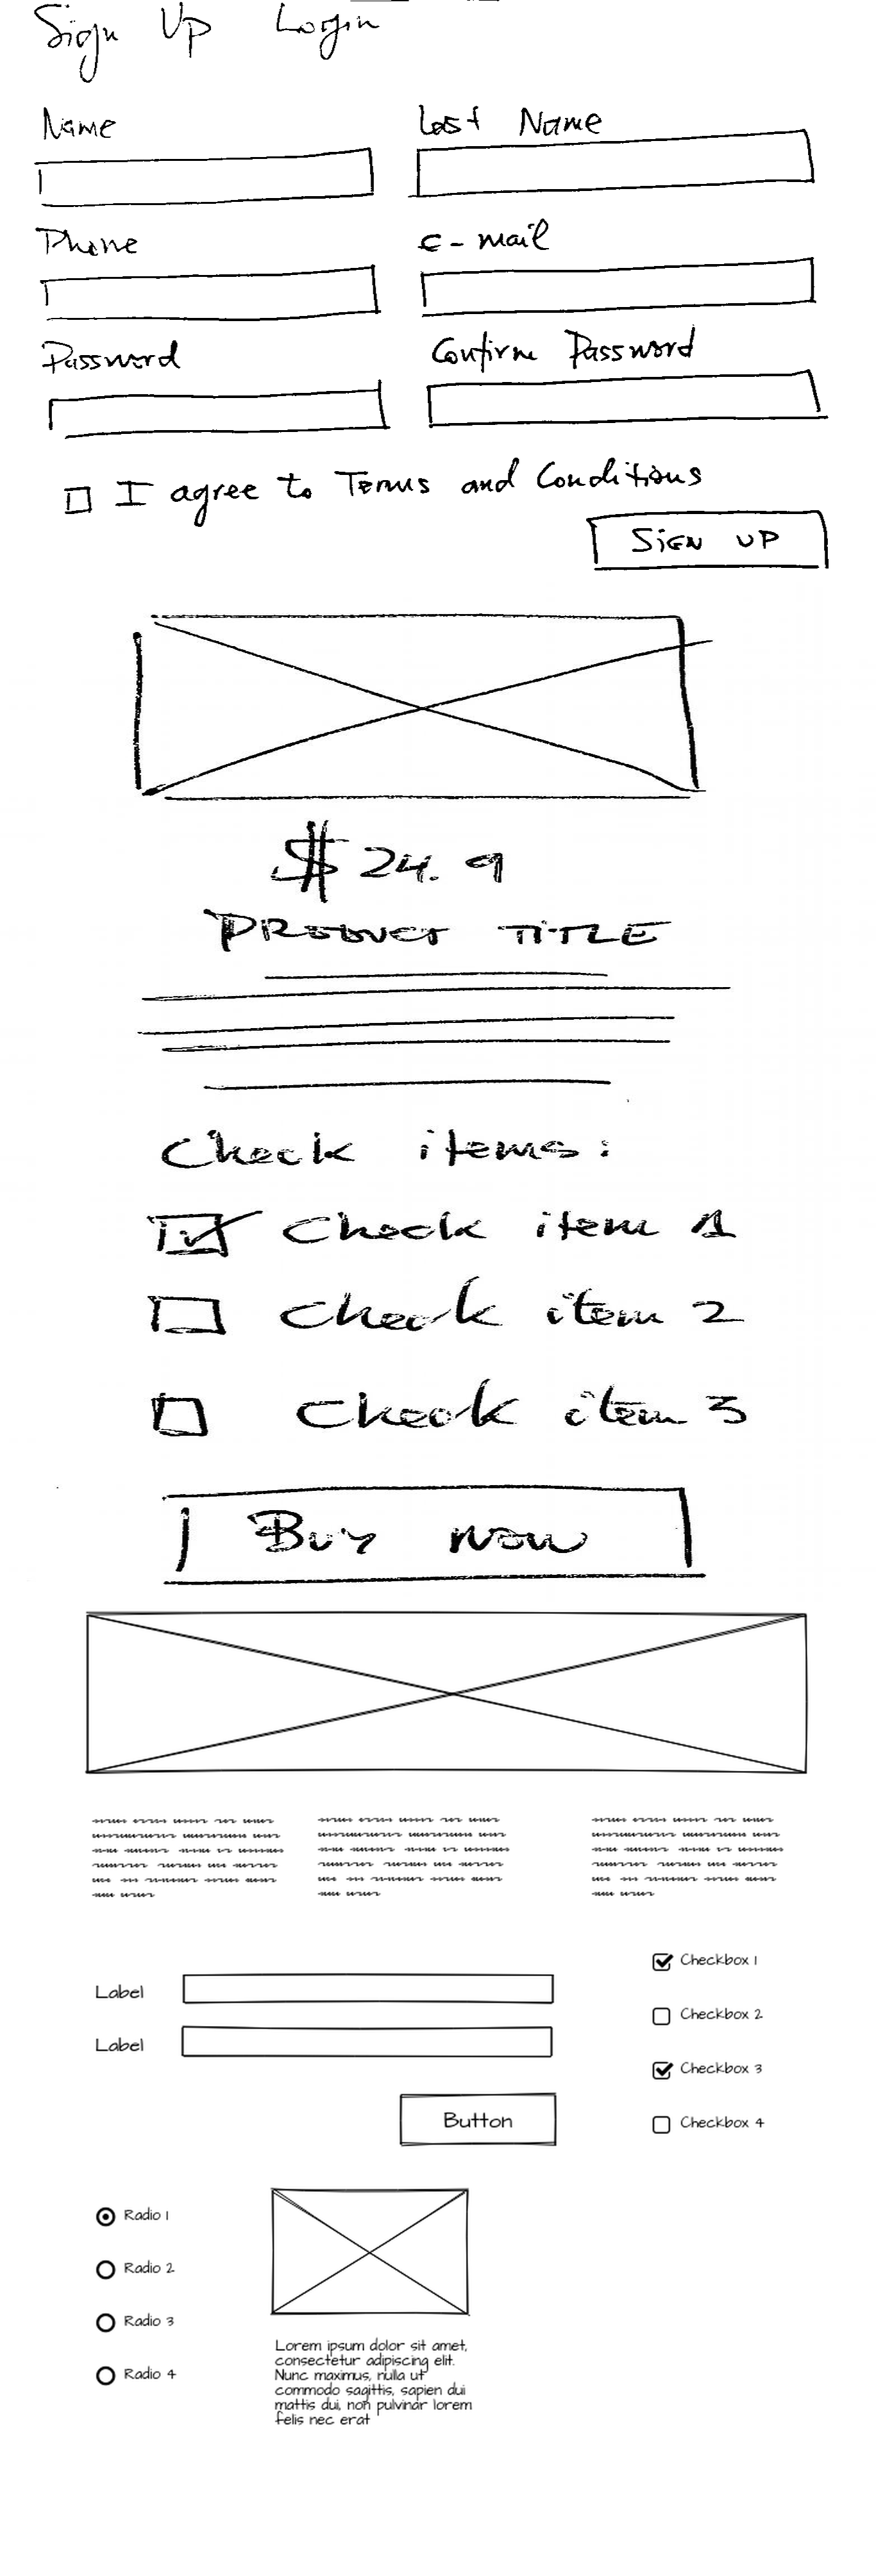 Sign Up Login
Name Last Name
Phone e-mail
Password Confirm Password
I agree to Terms and Conditions
SIGN UP
$24.9
PRODUCT TITLE
Check items:
Check item 1
Check item 2
Check item 3
Buy now
Checkbox 1
Label
Checkbox 2
Label
Checkbox 3
Button Checkbox 4
Radio 1
Radio 2
Radio 3
Radio 4
Lorem ipsum dolor sit amet,
consectetur adipiscing elit.
Nunc maximus, nulla ut
commodo sagittis, sapien dui
mattis dui, non pulvinar lorem
felis nec erat